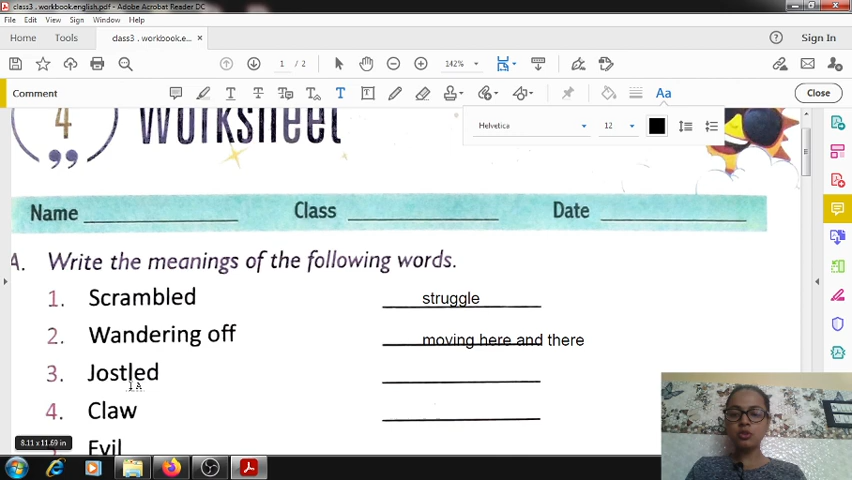 class3 . workbook.english.pdf - Adobe Acrobat Reader DC
File Edit View Sign Window Help
Home Tools class3 . workbook.e... × Sign In
1 / 2 142%
Comment Aa Close
Helvetica 12
4 Worksheet
Name Class Date
A. Write the meanings of the following words.
1. Scrambled struggle
2. Wandering off moving here and there
3. Jostled
4. Claw
Evil
8.11 x 11.69 in